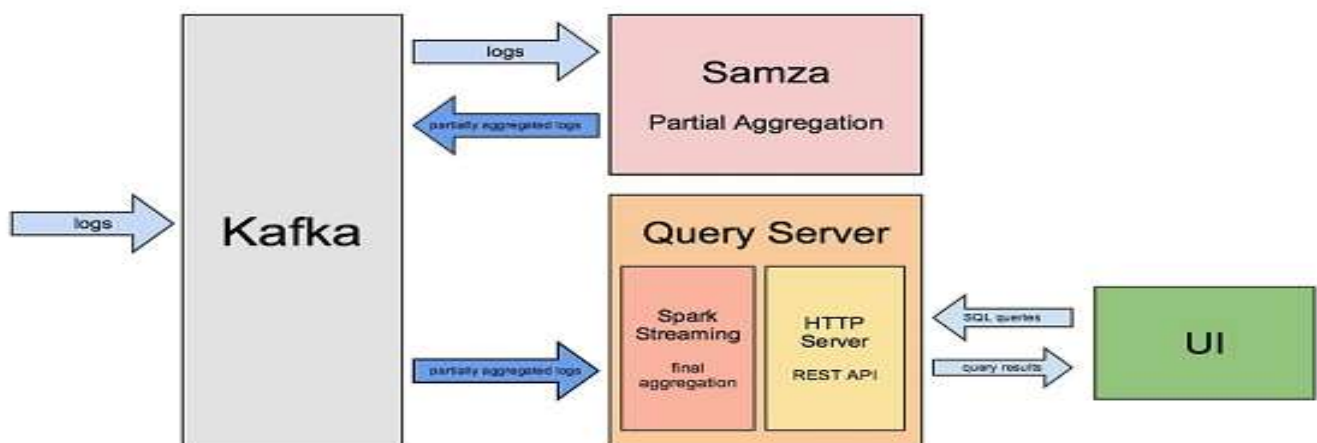 logs
Kafka
logs
partially aggregated logs
Samza
Partial Aggregation
partially aggregated logs
Query Server
Spark
Streaming
final
aggregation
HTTP
Server
REST API
SQL queries
query results
UI